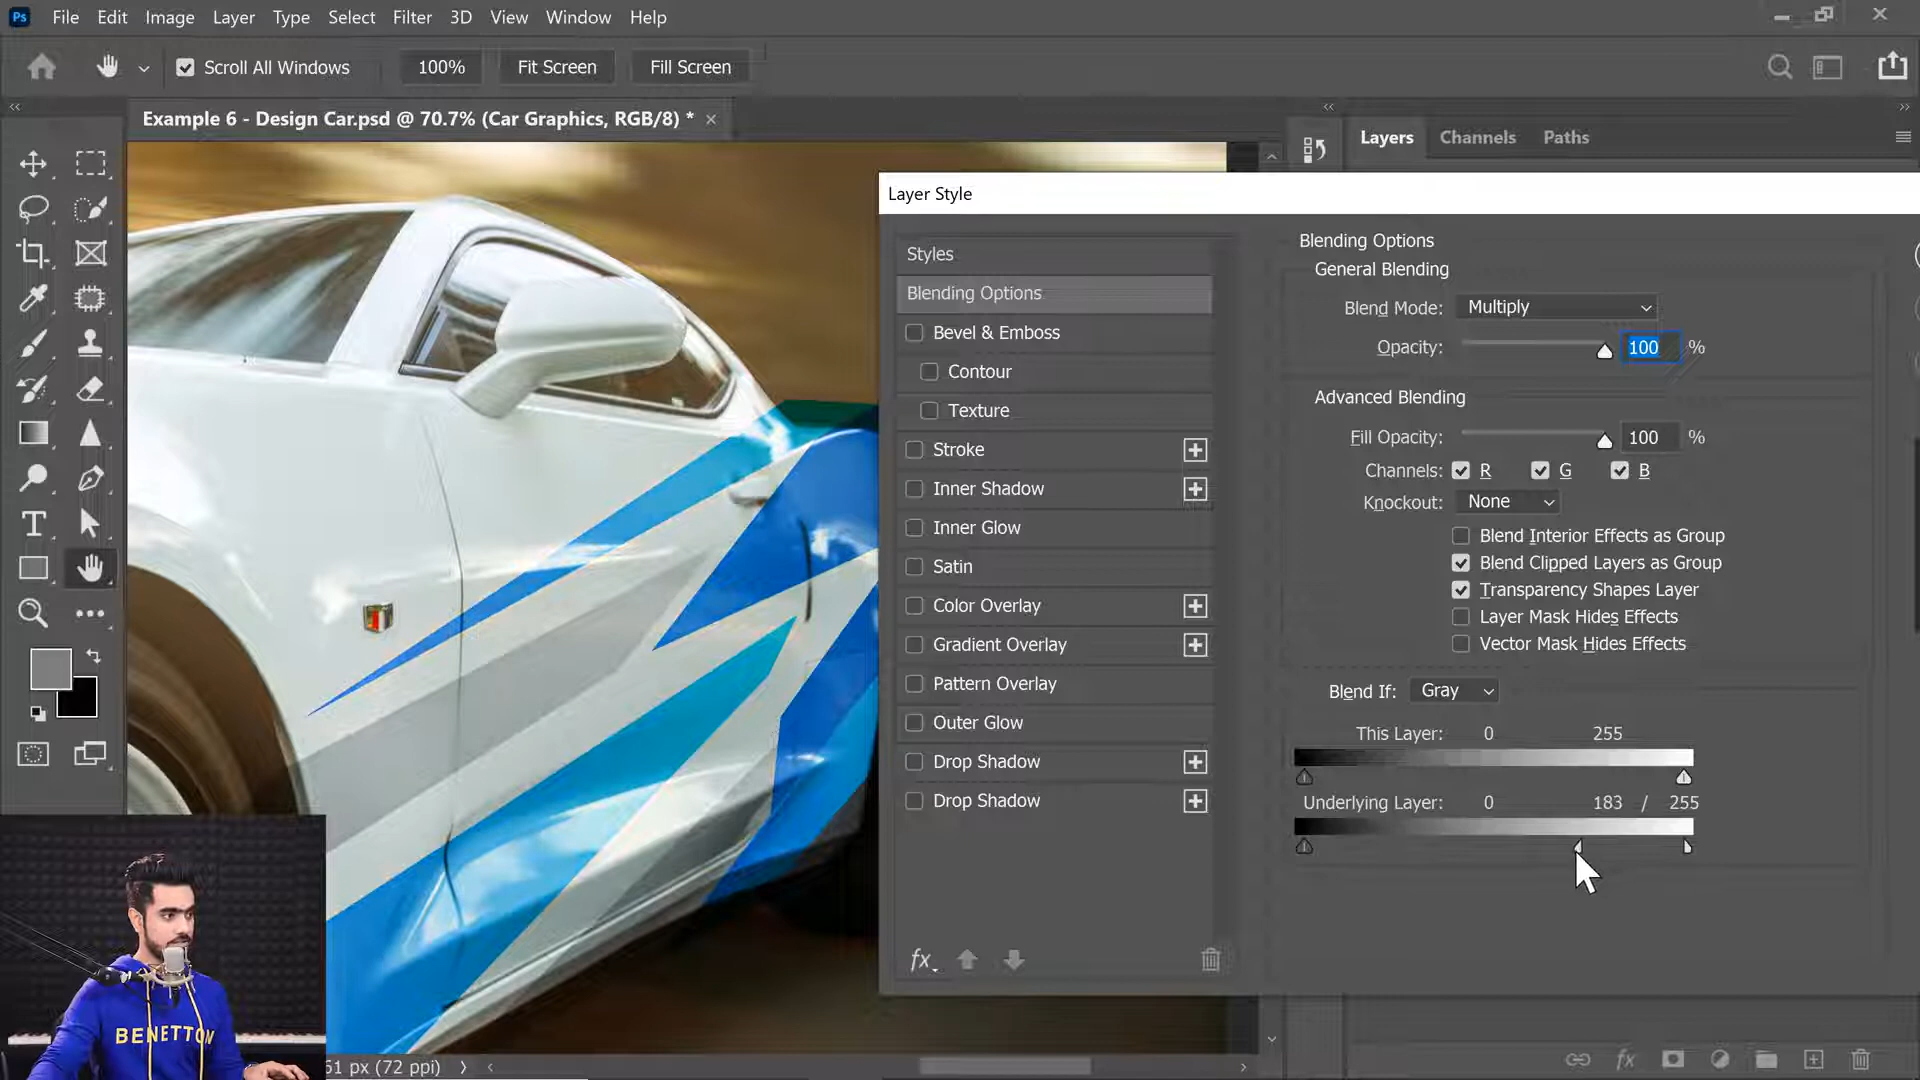 Ps File Edit Image Layer Type Select Filter 3D View Window Help
Scroll All Windows 100% Fit Screen Fill Screen
Example 6 - Design Car.psd @ 70.7% (Car Graphics, RGB/8) * ×
Layers Channels Paths
Layer Style
Styles
Blending Options
Bevel & Emboss
Contour
Texture
Stroke
Inner Shadow
Inner Glow
Satin
Color Overlay
Gradient Overlay
Pattern Overlay
Outer Glow
Drop Shadow
Drop Shadow
fx
Blending Options
General Blending
Blend Mode: Multiply
Opacity: 100 %
Advanced Blending
Fill Opacity: 100 %
Channels: R G B
Knockout: None
Blend Interior Effects as Group
Blend Clipped Layers as Group
Transparency Shapes Layer
Layer Mask Hides Effects
Vector Mask Hides Effects
Blend If: Gray
This Layer: 0 255
Underlying Layer: 0 183 / 255
BENETTON
51 px (72 ppi)
fx